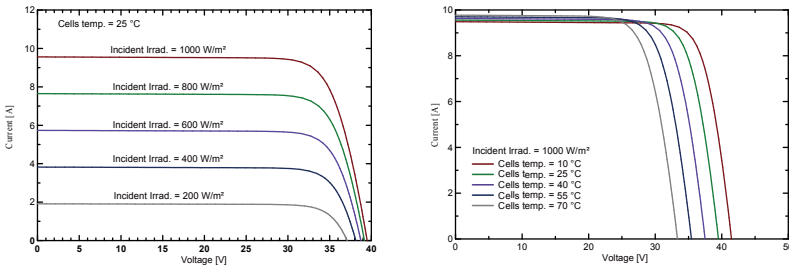 Cells temp. = 25 °C
Incident Irrad. = 1000 W/m²
Incident Irrad. = 800 W/m²
Incident Irrad. = 600 W/m²
Incident Irrad. = 400 W/m²
Incident Irrad. = 200 W/m²
12
10
8
6
4
2
0
Current [A]
0 5 10 15 20 25 30 35 40
Voltage [V]
10
8
6
4
2
0
Current [A]
Incident Irrad. = 1000 W/m²
Cells temp. = 10 °C
Cells temp. = 25 °C
Cells temp. = 40 °C
Cells temp. = 55 °C
Cells temp. = 70 °C
0 10 20 30 40 50
Voltage [V]